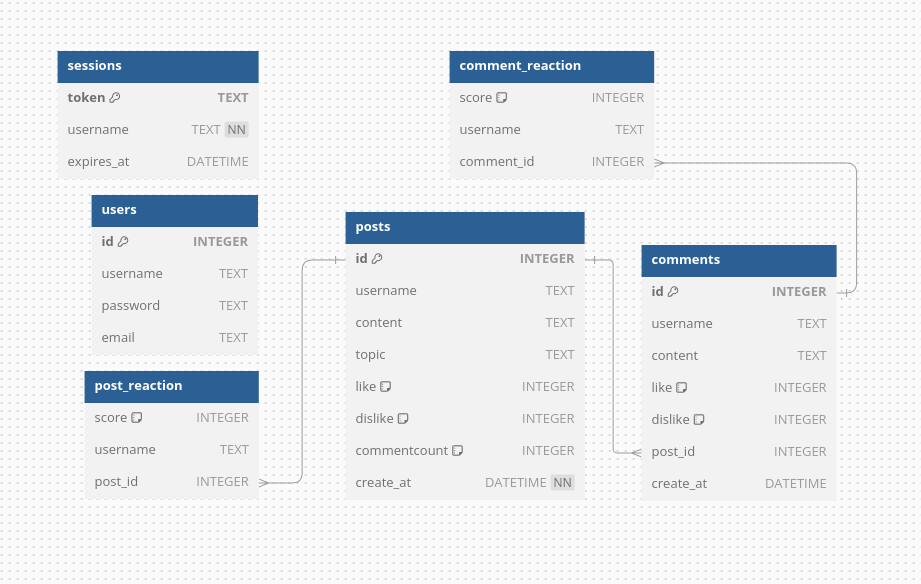 sessions
token TEXT
username TEXT NN
expires_at DATETIME
users
id INTEGER
username TEXT
password TEXT
email TEXT
post_reaction
score INTEGER
username TEXT
post_id INTEGER
posts
id INTEGER
username TEXT
content TEXT
topic TEXT
like INTEGER
dislike INTEGER
commentcount INTEGER
create_at DATETIME NN
comment_reaction
score INTEGER
username TEXT
comment_id INTEGER
comments
id INTEGER
username TEXT
content TEXT
like INTEGER
dislike INTEGER
post_id INTEGER
create_at DATETIME